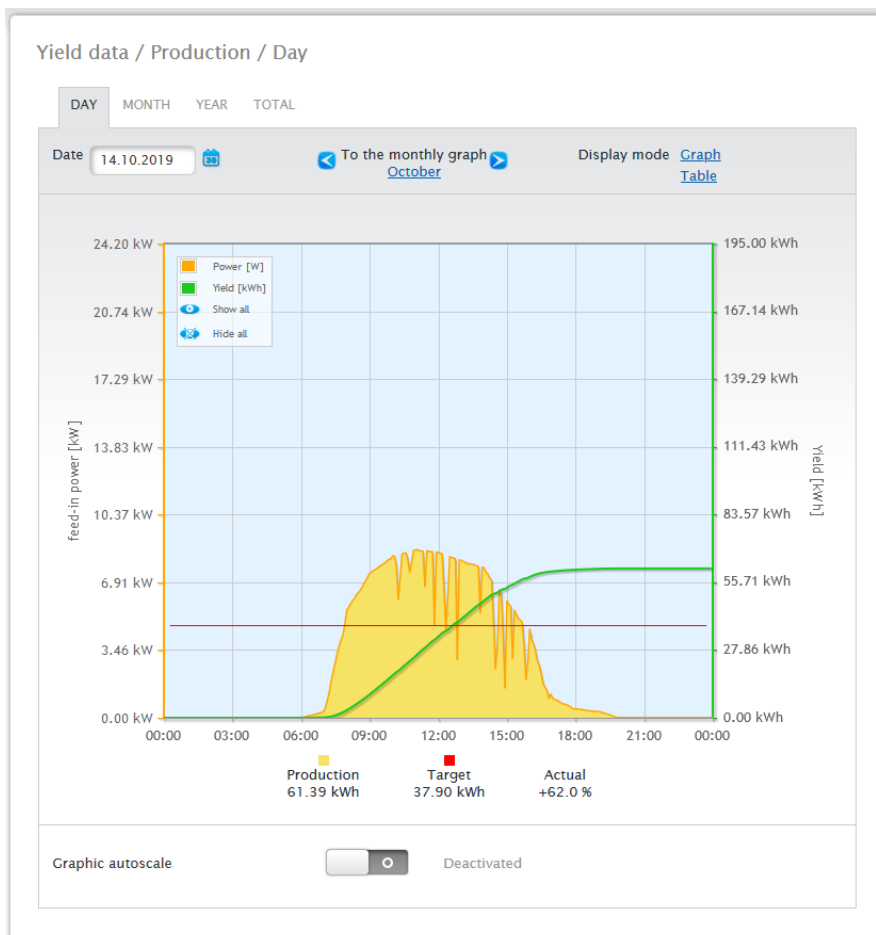 Yield data / Production / Day
DAY MONTH YEAR TOTAL
Date 14.10.2019 30 To the monthly graph Display mode Graph
October Table
24.20 kW 195.00 kWh
Power [W]
Yield [kWh]
Show all
Hide all
20.74 kW 167.14 kWh
17.29 kW 139.29 kWh
13.83 kW 111.43 kWh
feed-in power [kW] Yield [kWh]
10.37 kW 83.57 kWh
6.91 kW 55.71 kWh
3.46 kW 27.86 kWh
0.00 kW 0.00 kWh
00:00 03:00 06:00 09:00 12:00 15:00 18:00 21:00 00:00
Production Target Actual
61.39 kWh 37.90 kWh +62.0 %
Graphic autoscale Deactivated